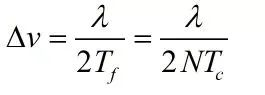 Δv = λ / 2T_f = λ / 2NT_c